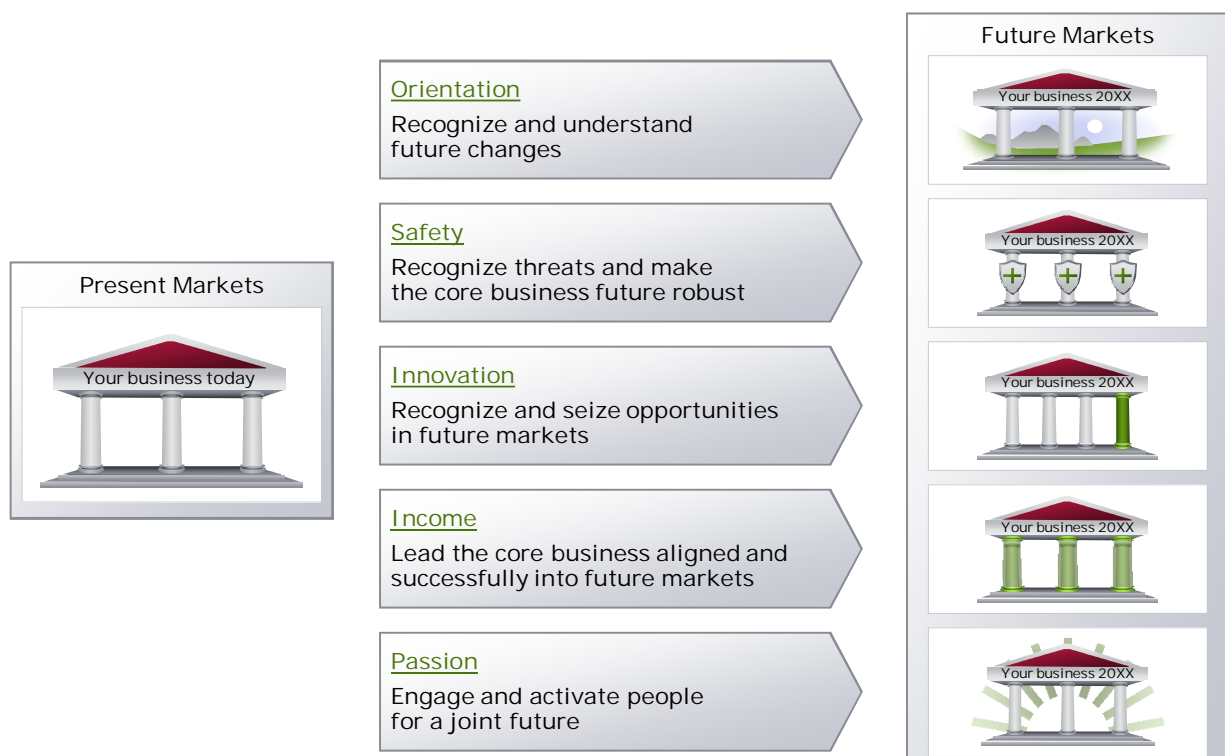 Present Markets
Your business today
Orientation
Recognize and understand
future changes
Safety
Recognize threats and make
the core business future robust
Innovation
Recognize and seize opportunities
in future markets
Income
Lead the core business aligned and
successfully into future markets
Passion
Engage and activate people
for a joint future
Future Markets
Your business 20XX
Your business 20XX
Your business 20XX
Your business 20XX
Your business 20XX